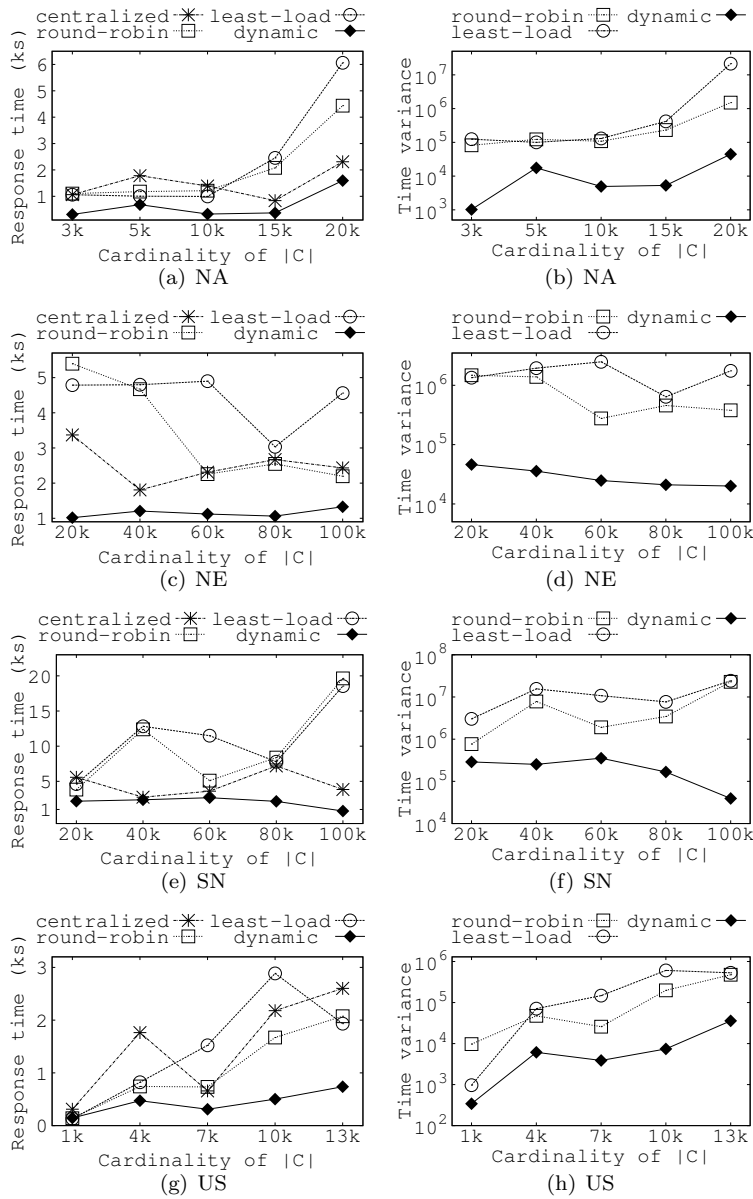 centralized least-load
round-robin dynamic
Response time (ks)
6
5
4
3
2
1
3k 5k 10k 15k 20k
Cardinality of |C|
(a) NA
round-robin dynamic
least-load
Time variance
10^7
10^6
10^5
10^4
10^3
3k 5k 10k 15k 20k
Cardinality of |C|
(b) NA
centralized least-load
round-robin dynamic
Response time (ks)
5
4
3
2
1
20k 40k 60k 80k 100k
Cardinality of |C|
(c) NE
round-robin dynamic
least-load
Time variance
10^6
10^5
10^4
20k 40k 60k 80k 100k
Cardinality of |C|
(d) NE
centralized least-load
round-robin dynamic
Response time (ks)
20
15
10
5
1
20k 40k 60k 80k 100k
Cardinality of |C|
(e) SN
round-robin dynamic
least-load
Time variance
10^8
10^7
10^6
10^5
10^4
20k 40k 60k 80k 100k
Cardinality of |C|
(f) SN
centralized least-load
round-robin dynamic
Response time (ks)
3
2
1
0
1k 4k 7k 10k 13k
Cardinality of |C|
(g) US
round-robin dynamic
least-load
Time variance
10^6
10^5
10^4
10^3
10^2
1k 4k 7k 10k 13k
Cardinality of |C|
(h) US